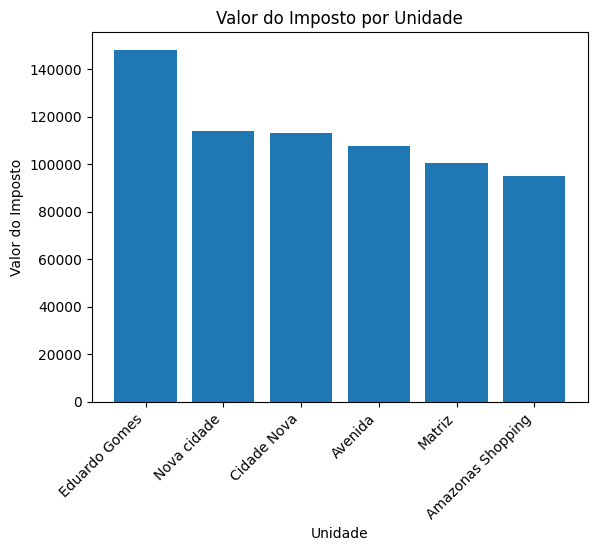 Valor do Imposto por Unidade
Valor do Imposto
140000
120000
100000
80000
60000
40000
20000
0
Eduardo Gomes
Nova cidade
Cidade Nova
Avenida
Matriz
Amazonas Shopping
Unidade